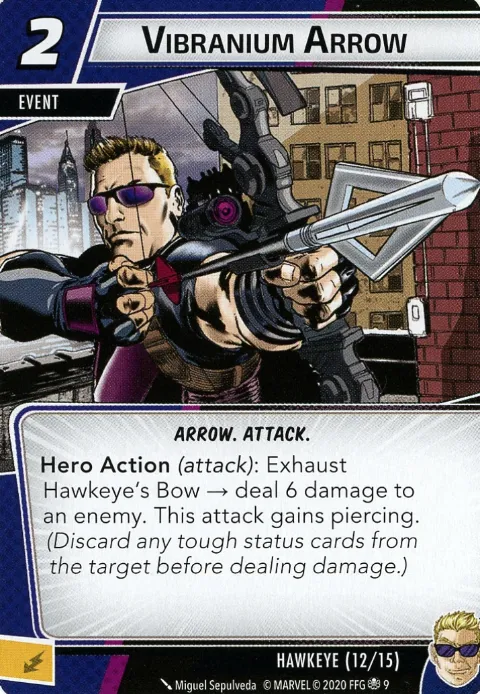 2
VIBRANIUM ARROW
EVENT
ARROW. ATTACK.
Hero Action (attack): Exhaust
Hawkeye's Bow → deal 6 damage to
an enemy. This attack gains piercing.
(Discard any tough status cards from
the target before dealing damage.)
HAWKEYE (12/15)
Miguel Sepulveda © MARVEL © 2020 FFG 9